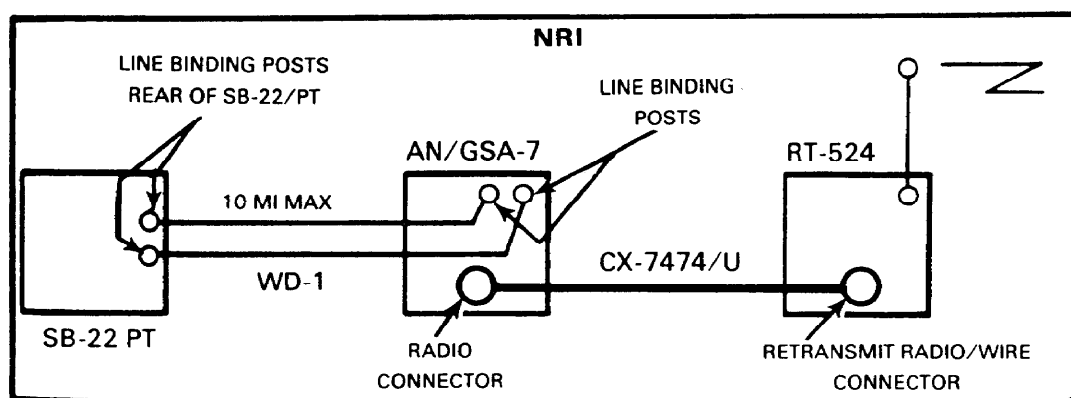 NRI
LINE BINDING POSTS
REAR OF SB-22/PT
LINE BINDING
POSTS
AN/GSA-7
RT-524
10 MI MAX
WD-1
CX-7474/U
SB-22 PT
RADIO
CONNECTOR
RETRANSMIT RADIO/WIRE
CONNECTOR